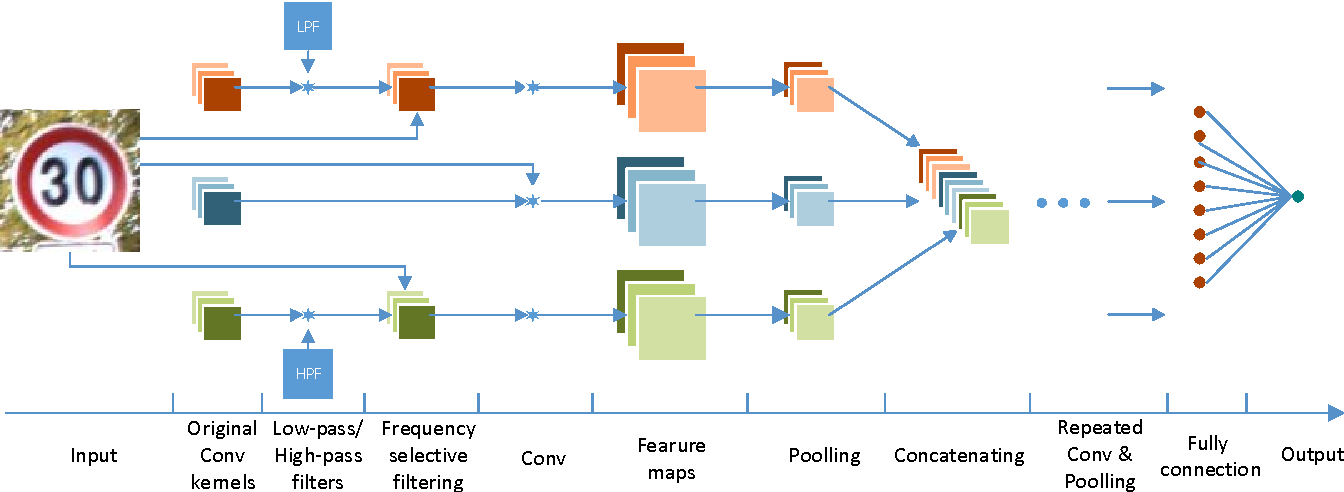 LPF
30
HPF
Input
Original
Conv
kernels
Low-pass/
High-pass
filters
Frequency
selective
filtering
Conv
Fearure
maps
Poolling
Concatenating
Repeated
Conv &
Poolling
Fully
connection
Output